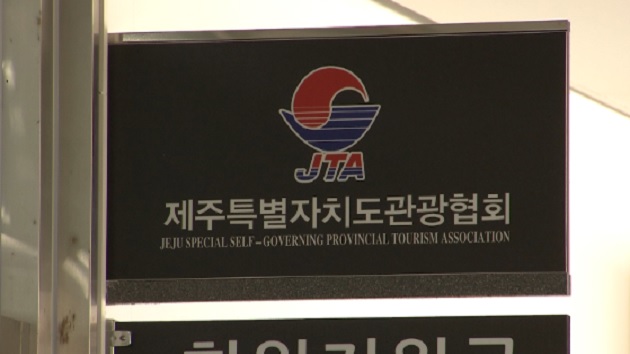 JTA
제주특별자치도관광협회
JEJU SPECIAL SELF-GOVERNING PROVINCIAL TOURISM ASSOCIATION